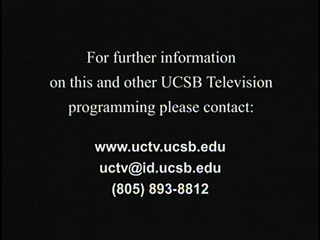 For further information
on this and other UCSB Television
programming please contact:
www.uctv.ucsb.edu
uctv@id.ucsb.edu
(805) 893-8812